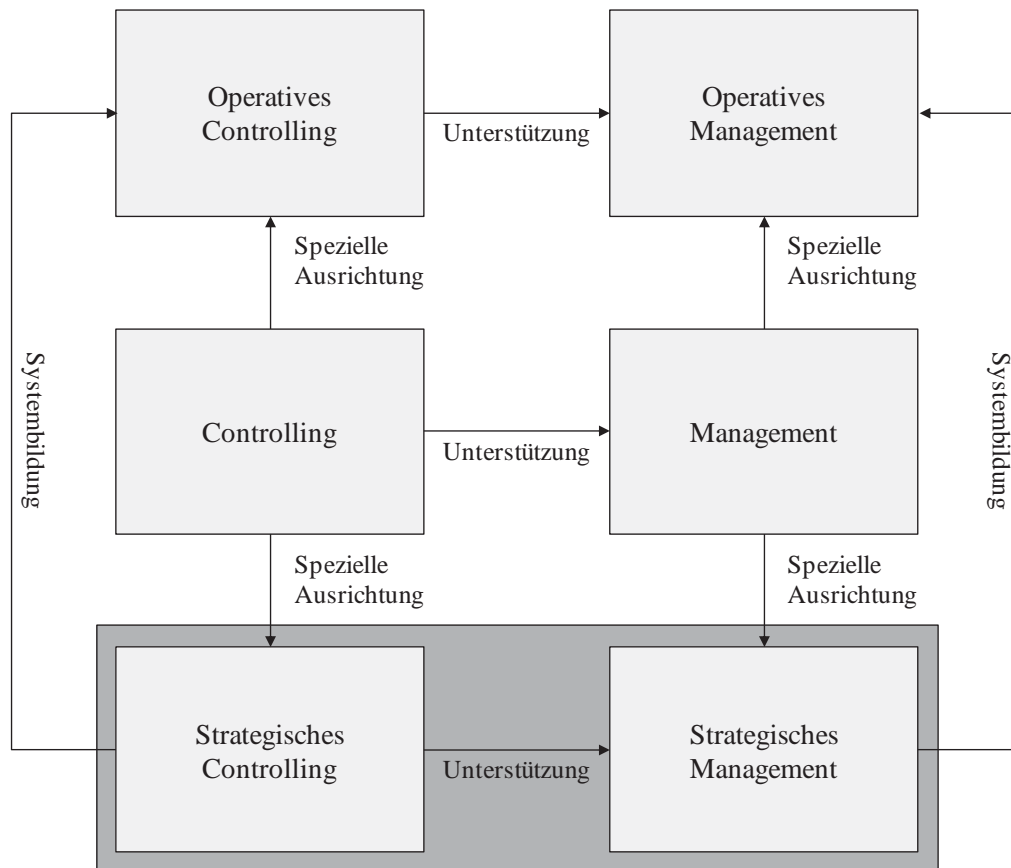 Operatives
Controlling
Unterstützung
Operatives
Management
Spezielle
Ausrichtung
Spezielle
Ausrichtung
Systembildung
Controlling
Unterstützung
Management
Systembildung
Spezielle
Ausrichtung
Spezielle
Ausrichtung
Strategisches
Controlling
Unterstützung
Strategisches
Management